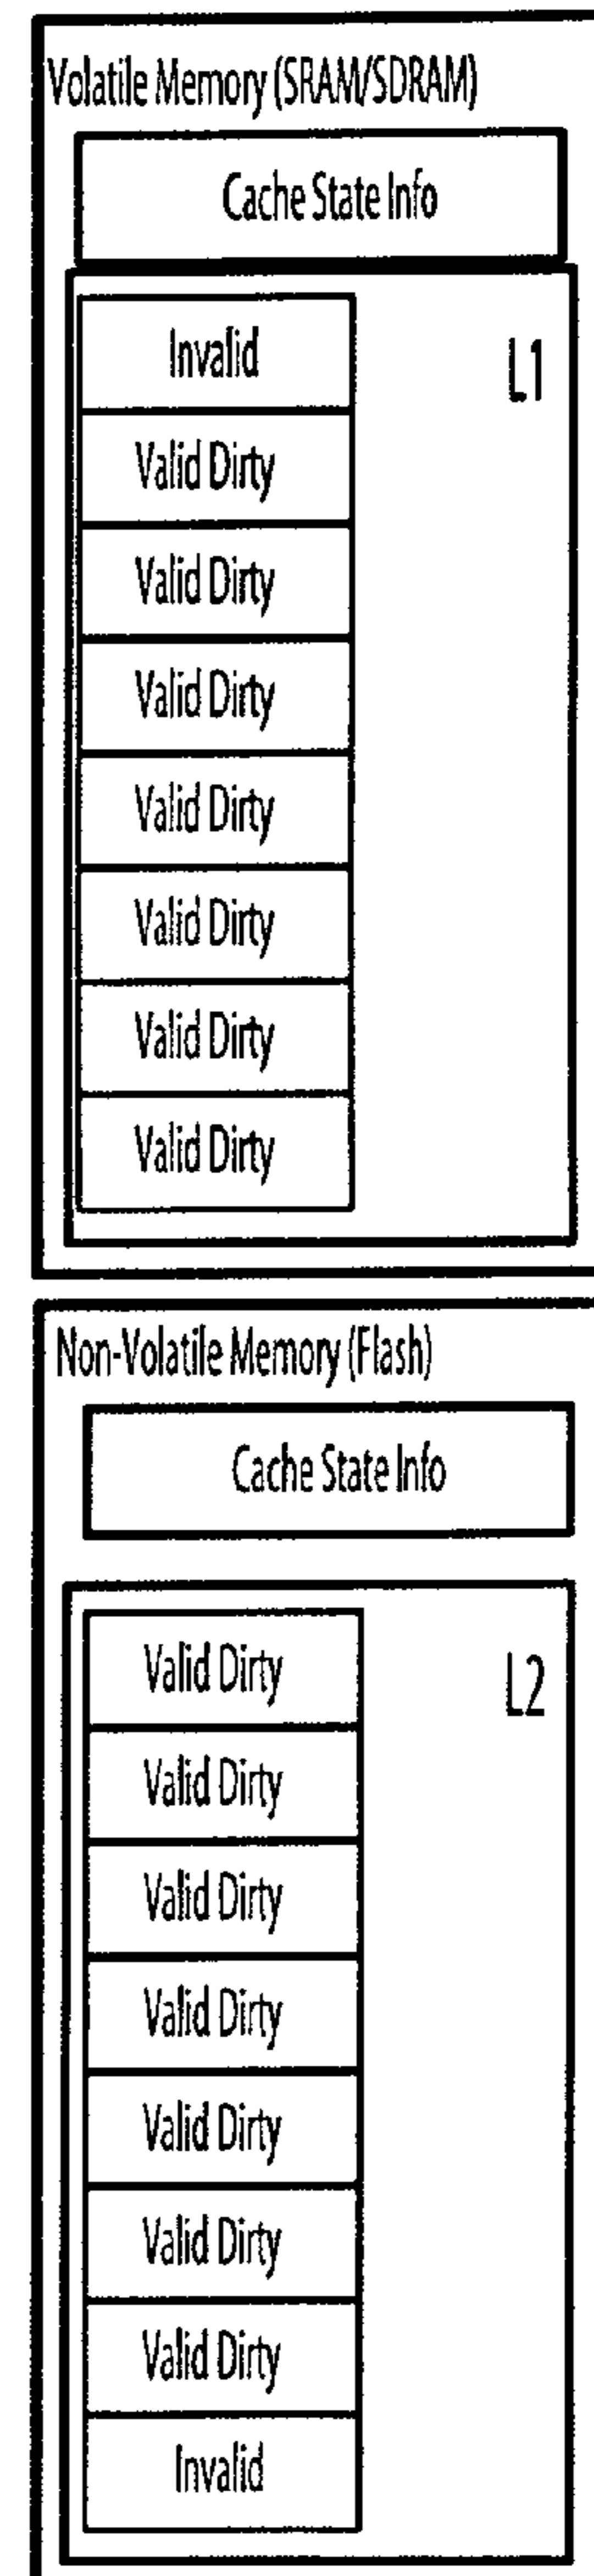 Volatile Memory (SRAM/SDRAM)
Cache State Info
L1
Invalid
Valid Dirty
Valid Dirty
Valid Dirty
Valid Dirty
Valid Dirty
Valid Dirty
Valid Dirty
Non-Volatile Memory (Flash)
Cache State Info
L2
Valid Dirty
Valid Dirty
Valid Dirty
Valid Dirty
Valid Dirty
Valid Dirty
Valid Dirty
Invalid